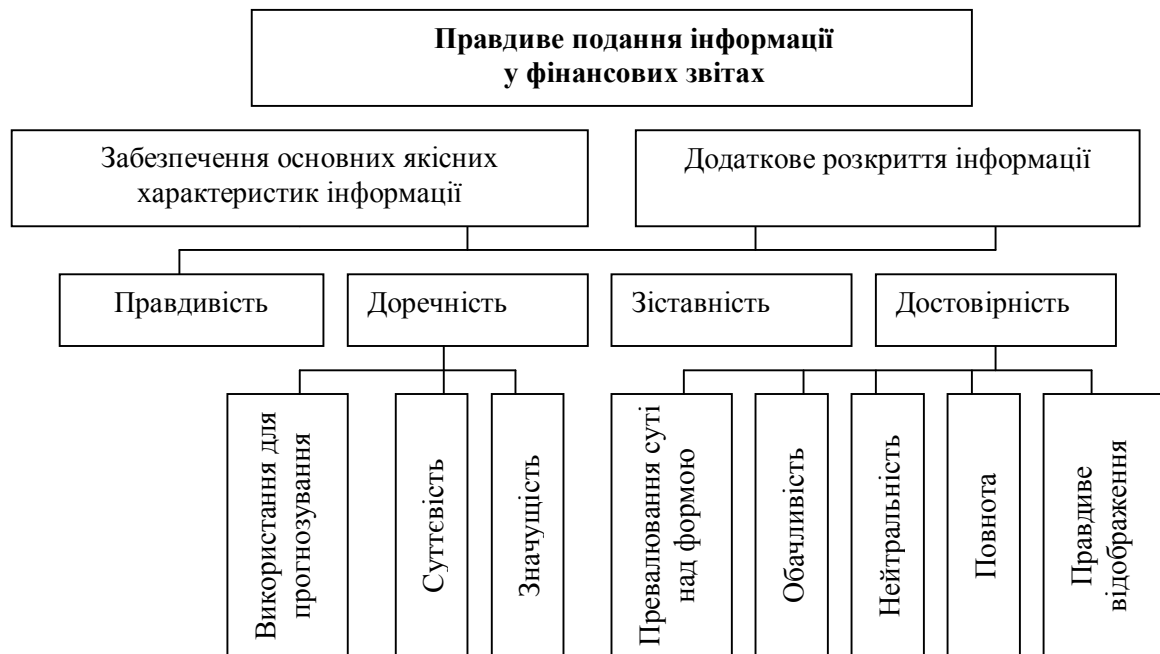 Правдиве подання інформації
у фінансових звітах
Забезпечення основних якісних
характеристик інформації
Додаткове розкриття інформації
Правдивість
Доречність
Зіставність
Достовірність
Використання для
прогнозування
Суттєвість
Значущість
Превалювання суті
над формою
Обачливість
Нейтральність
Повнота
Правдиве
відображення